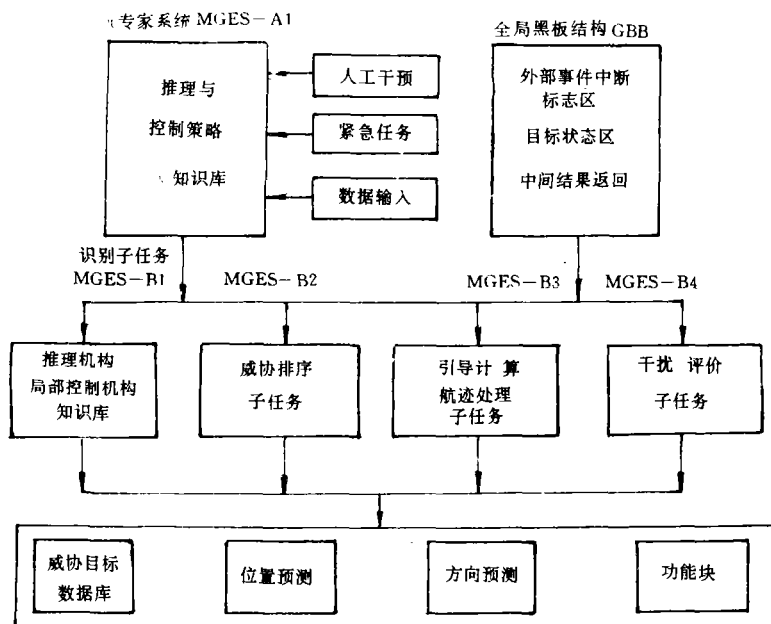 专家系统 MGES-A1
全局黑板结构 GBB
推理与
控制策略
知识库
人工干预
紧急任务
数据输入
外部事件中断
标志区
目标状态区
中间结果返回
识别子任务
MGES-B1
MGES-B2
MGES-B3
MGES-B4
推理机构
局部控制机构
知识库
威协排序
子任务
引导计 算
航迹处理
子任务
干扰 评价
子任务
威协目标
数据库
位置预测
方向预测
功能块